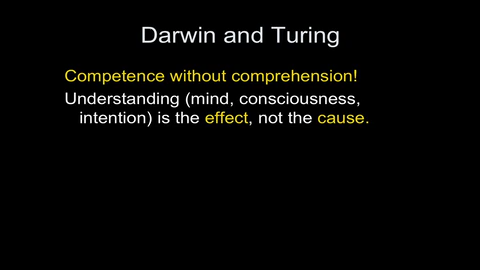 Darwin and Turing
Competence without comprehension!
Understanding (mind, consciousness,
intention) is the effect, not the cause.